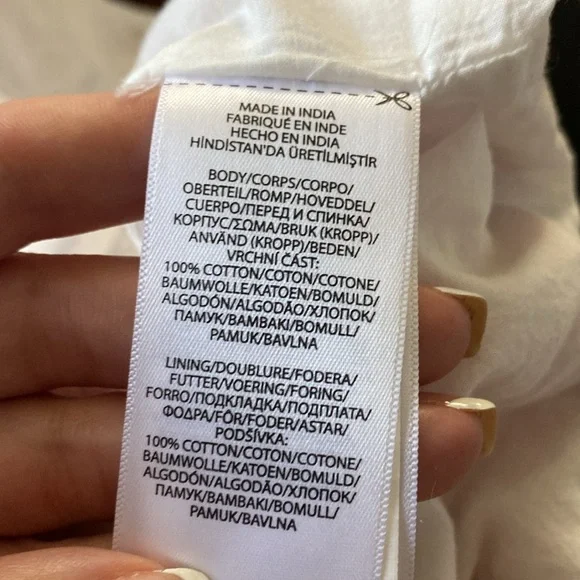 MADE IN INDIA
FABRIQUÉ EN INDE
HECHO EN INDIA
HİNDİSTAN'DA ÜRETİLMİŞTİR
BODY/CORPS/CORPO/
OBERTEIL/ROMP/HOVEDDEL/
CUERPO/ПЕРЕД И СПИНКА/
КОРПУС/ΣΩΜΑ/BRUK (KROPP)/
ANVÄND (KROPP)/BEDEN/
VRCHNÍ ČÁST:
100% COTTON/COTON/COTONE/
BAUMWOLLE/KATOEN/BOMULD/
ALGODÓN/ALGODÃO/ХЛОПОК/
ПАМУК/ΒΑΜΒΑΚΙ/BOMULL/
PAMUK/BAVLNA
LINING/DOUBLURE/FODERA/
FUTTER/VOERING/FORING/
FORRO/ПОДКЛАДКА/ПОДПЛАТА/
ΦΟΔΡΑ/FÔR/FODER/ASTAR/
PODŠÍVKA:
100% COTTON/COTON/COTONE/
BAUMWOLLE/KATOEN/BOMULD/
ALGODÓN/ALGODÃO/ХЛОПОК/
ПАМУК/BAMBAKI/BOMULL/
PAMUK/BAVLNA